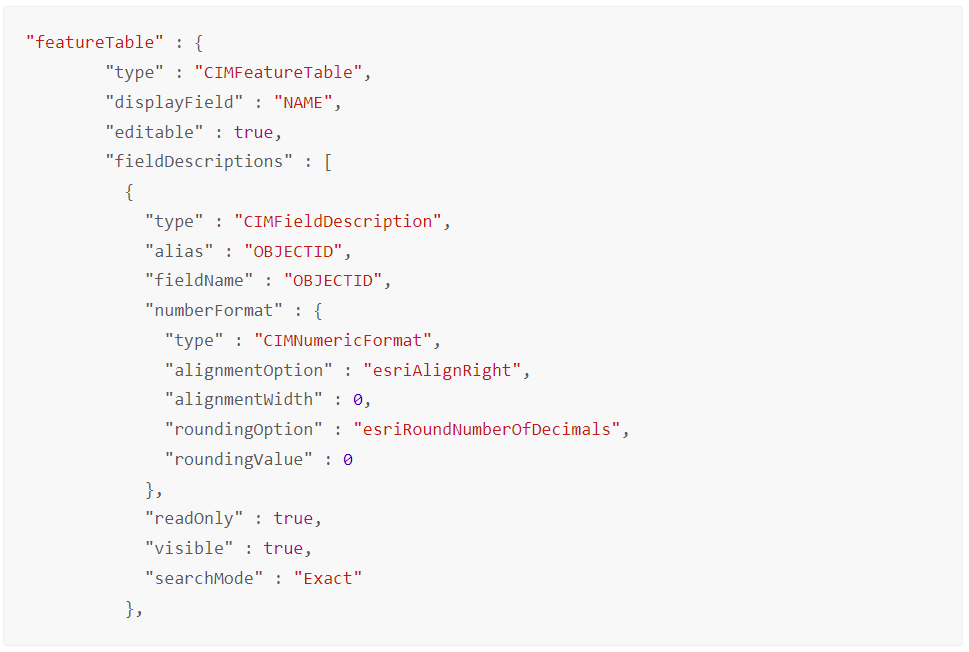 "featureTable" : {
"type" : "CIMFeatureTable",
"displayField" : "NAME",
"editable" : true,
"fieldDescriptions" : [
{
"type" : "CIMFieldDescription",
"alias" : "OBJECTID",
"fieldName" : "OBJECTID",
"numberFormat" : {
"type" : "CIMNumericFormat",
"alignmentOption" : "esriAlignRight",
"alignmentWidth" : 0,
"roundingOption" : "esriRoundNumberOfDecimals",
"roundingValue" : 0
},
"readOnly" : true,
"visible" : true,
"searchMode" : "Exact"
},